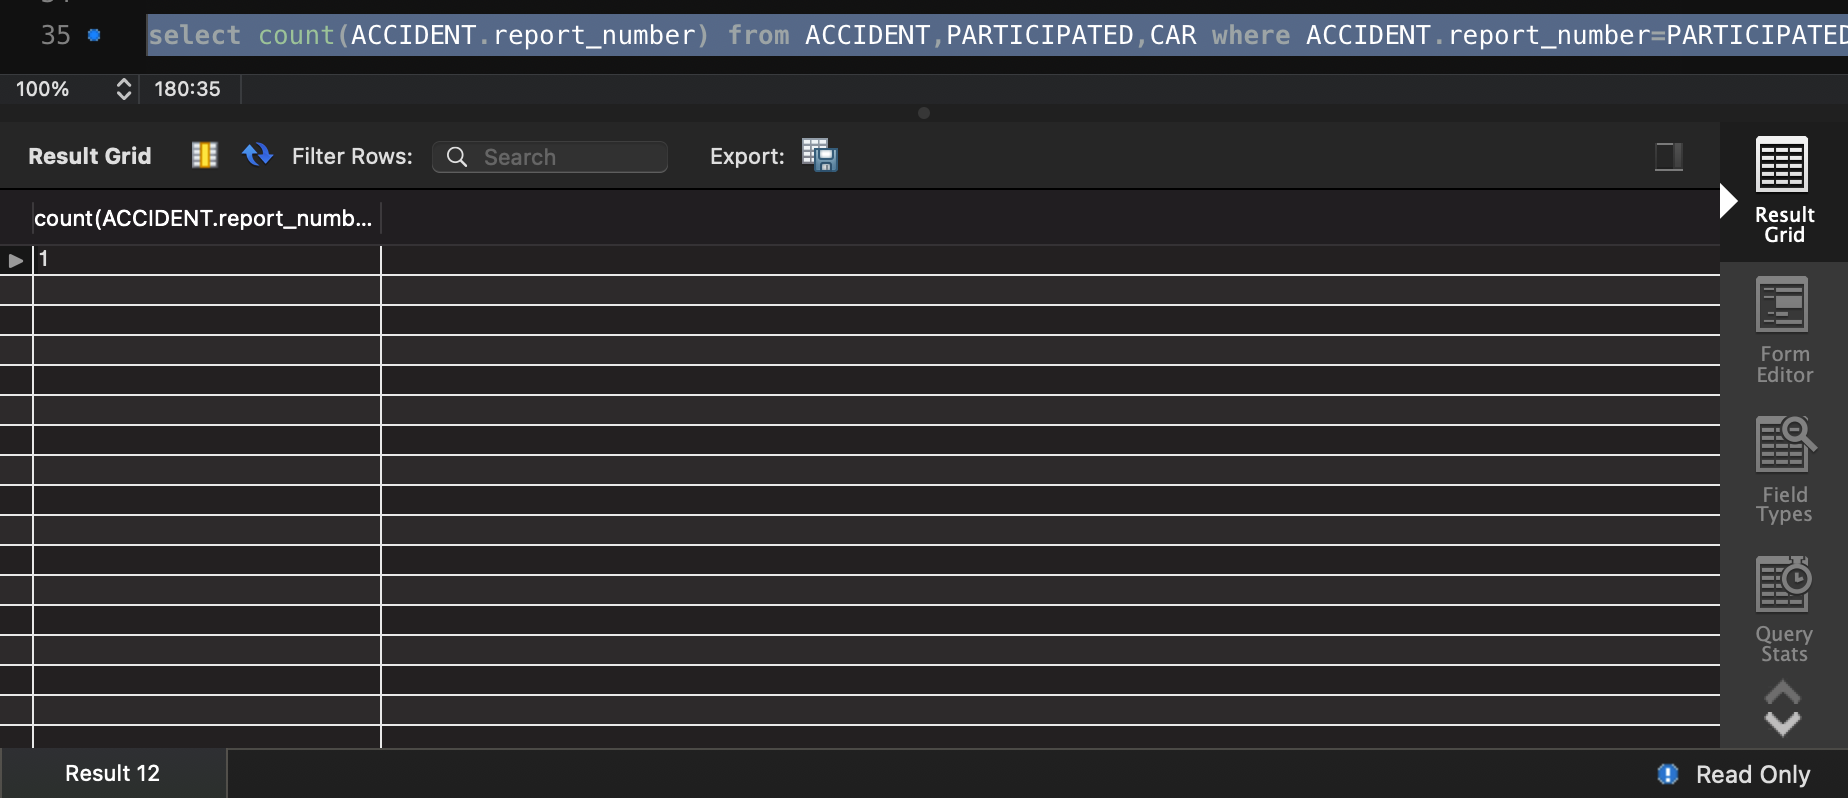 35 select count(ACCIDENT.report_number) from ACCIDENT,PARTICIPATED,CAR where ACCIDENT.report_number=PARTICIPATED
100% 180:35
Result Grid Filter Rows: Search Export:
count(ACCIDENT.report_numb...
1
Result
Grid
Form
Editor
Field
Types
Query
Stats
Result 12 Read Only